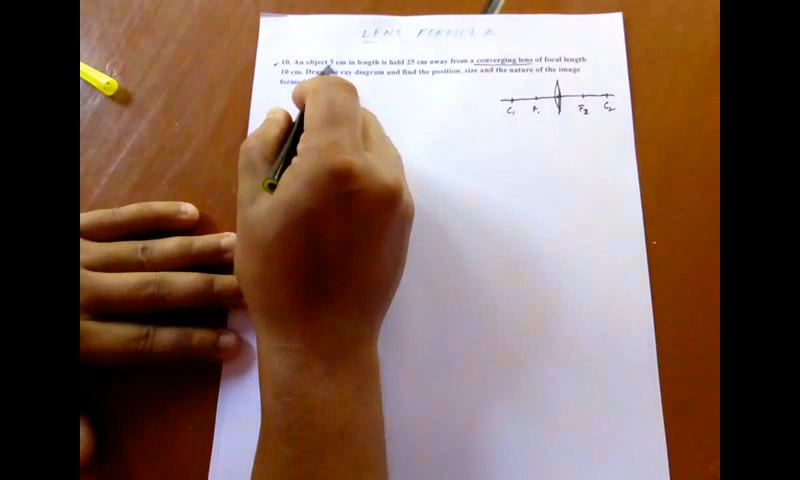 LENS FORMULA
10. An object 5 cm in length is held 25 cm away from a converging lens of focal length
10 cm. Draw the ray diagram and find the position, size and the nature of the image
C₁ F₁ F₂ C₂